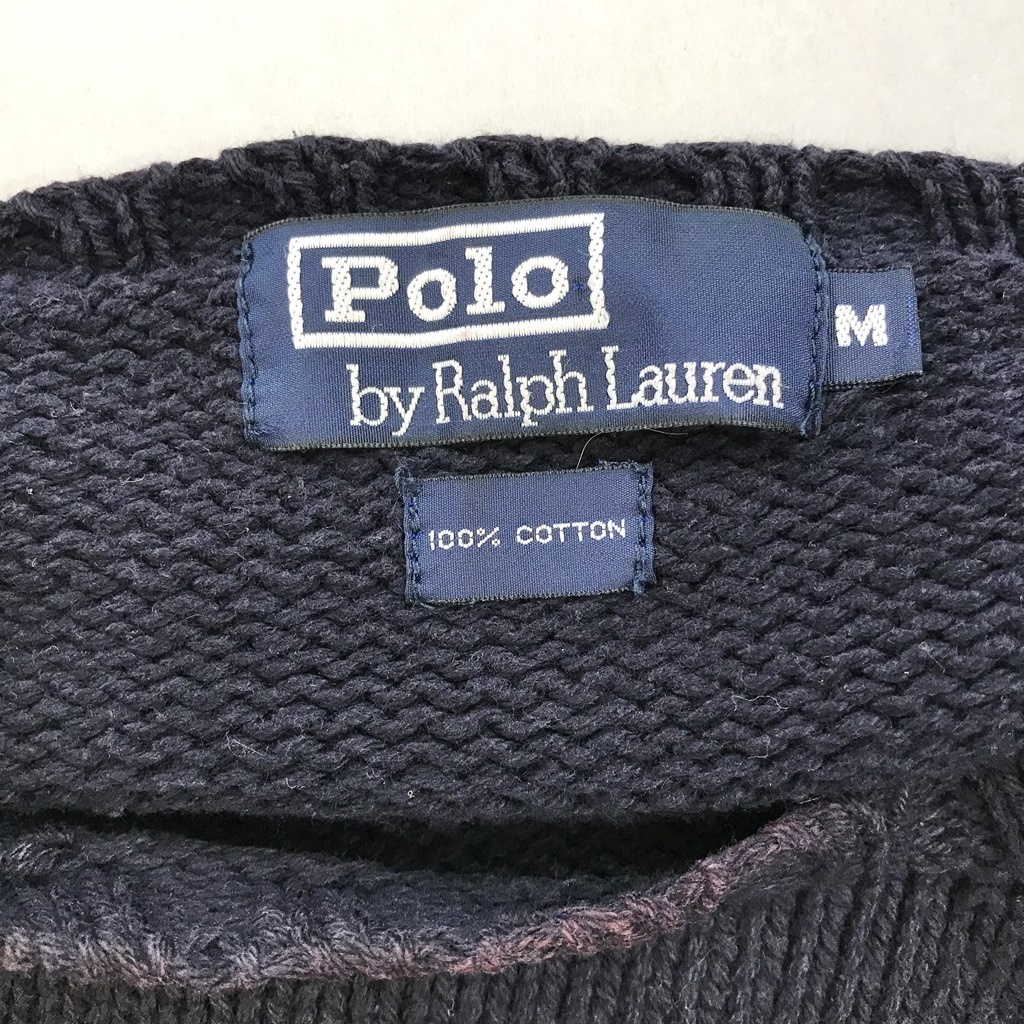 Polo
by Ralph Lauren
M
100% COTTON